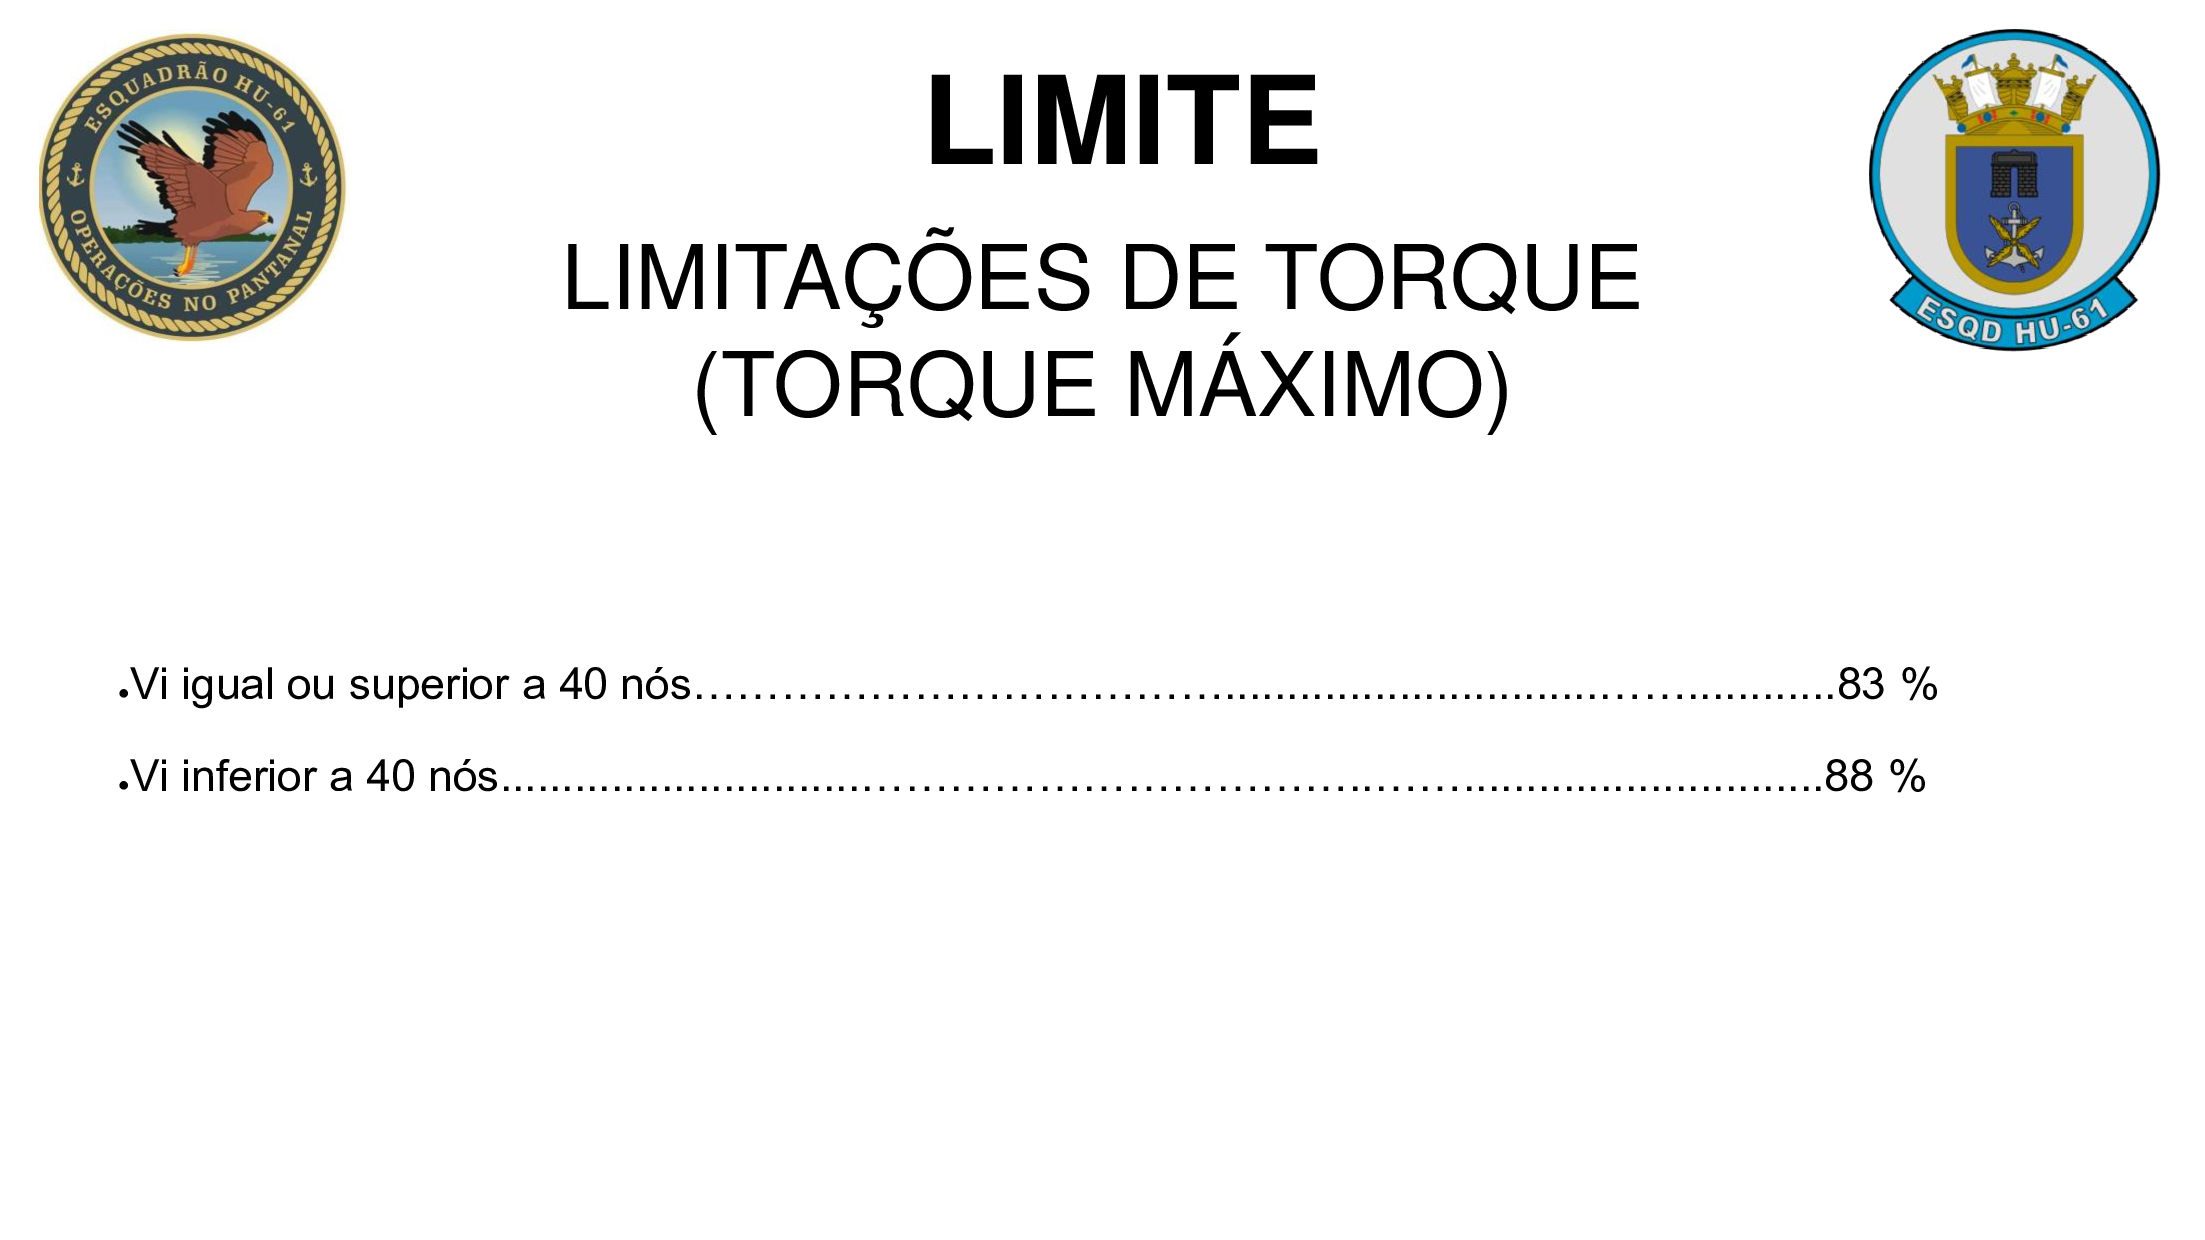 ESQUADRÃO HU-61
OPERAÇÕES NO PANTANAL
LIMITE
LIMITAÇÕES DE TORQUE
(TORQUE MÁXIMO)
ESQD HU-61
●Vi igual ou superior a 40 nós………………………………..............................……............83 %
●Vi inferior a 40 nós.............................…………………………….……............................88 %